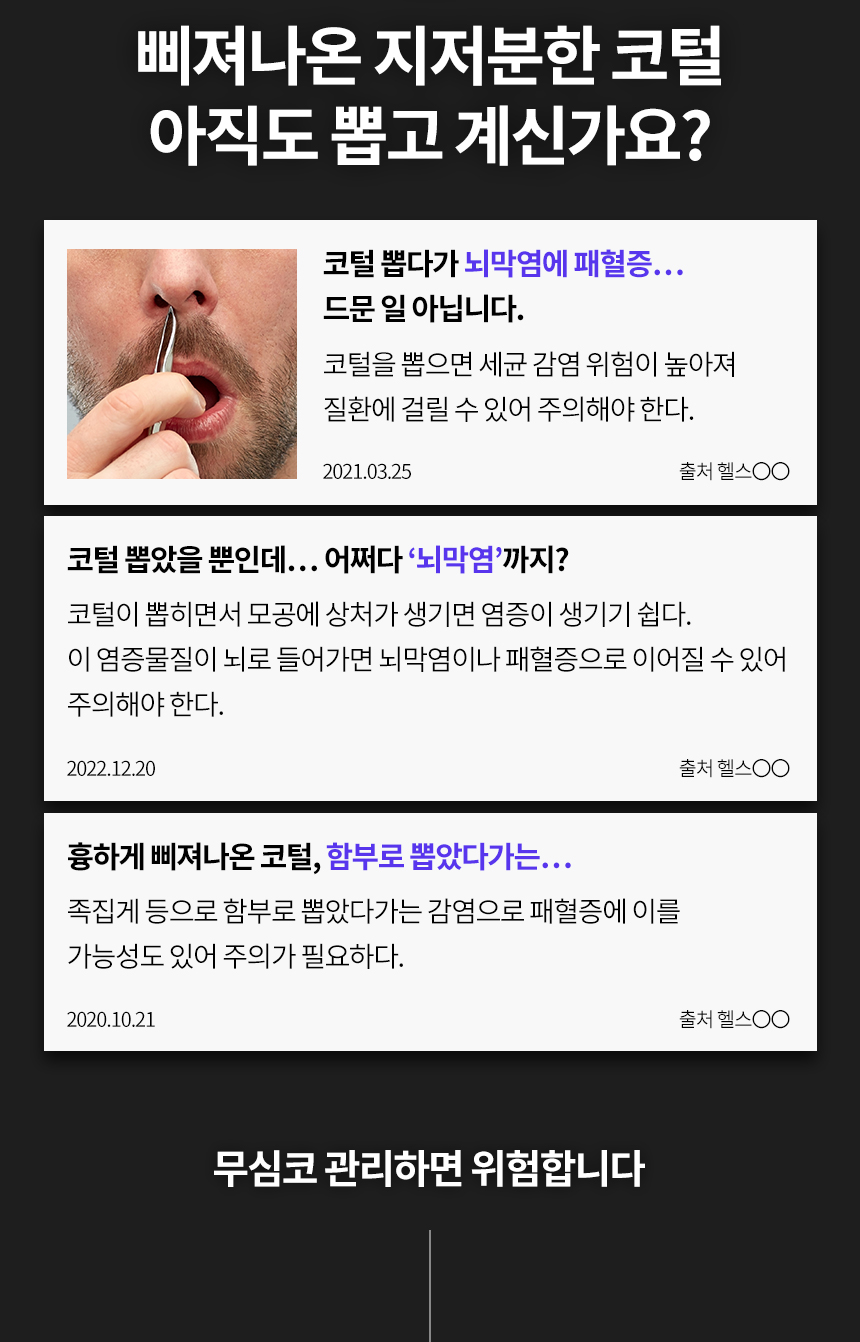 삐져나온 지저분한 코털
아직도 뽑고 계신가요?
코털 뽑다가 뇌막염에 패혈증…
드문 일 아닙니다.
코털을 뽑으면 세균 감염 위험이 높아져
질환에 걸릴 수 있어 주의해야 한다.
2021.03.25 출처 헬스〇〇
코털 뽑았을 뿐인데… 어쩌다 ‘뇌막염’까지?
코털이 뽑히면서 모공에 상처가 생기면 염증이 생기기 쉽다.
이 염증물질이 뇌로 들어가면 뇌막염이나 패혈증으로 이어질 수 있어
주의해야 한다.
2022.12.20 출처 헬스〇〇
흉하게 삐져나온 코털, 함부로 뽑았다가는…
족집게 등으로 함부로 뽑았다가는 감염으로 패혈증에 이를
가능성도 있어 주의가 필요하다.
2020.10.21 출처 헬스〇〇
무심코 관리하면 위험합니다